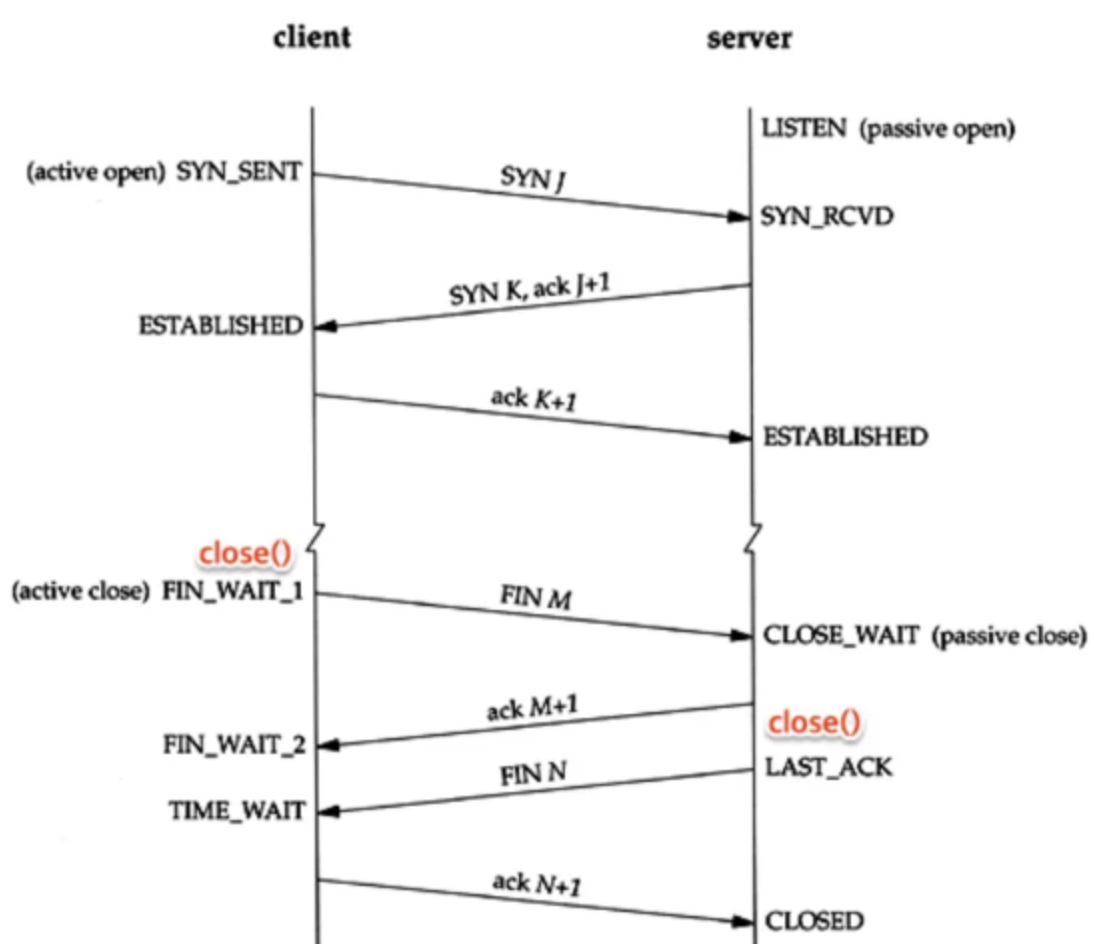 client
server
LISTEN (passive open)
(active open) SYN_SENT
SYN J
SYN_RCVD
SYN K, ack J+1
ESTABLISHED
ack K+1
ESTABLISHED
close()
(active close) FIN_WAIT_1
FIN M
CLOSE_WAIT (passive close)
ack M+1
close()
FIN_WAIT_2
FIN N
LAST_ACK
TIME_WAIT
ack N+1
CLOSED